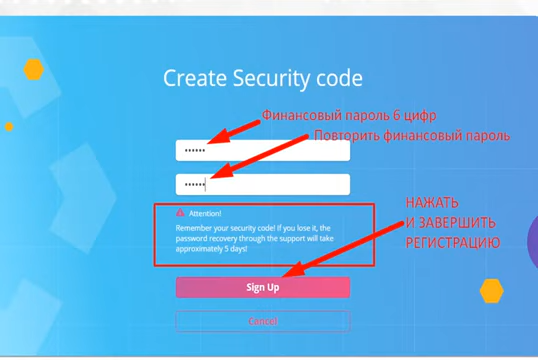 Create Security code
Финансовый пароль 6 цифр
Повторить финансовый пароль
••••••
••••••
НАЖАТЬ
И ЗАВЕРШИТЬ
РЕГИСТРАЦИЮ
Attention!
Remember your security code! If you lose it, the
password recovery through the support will take
approximately 5 days!
Sign Up
Cancel